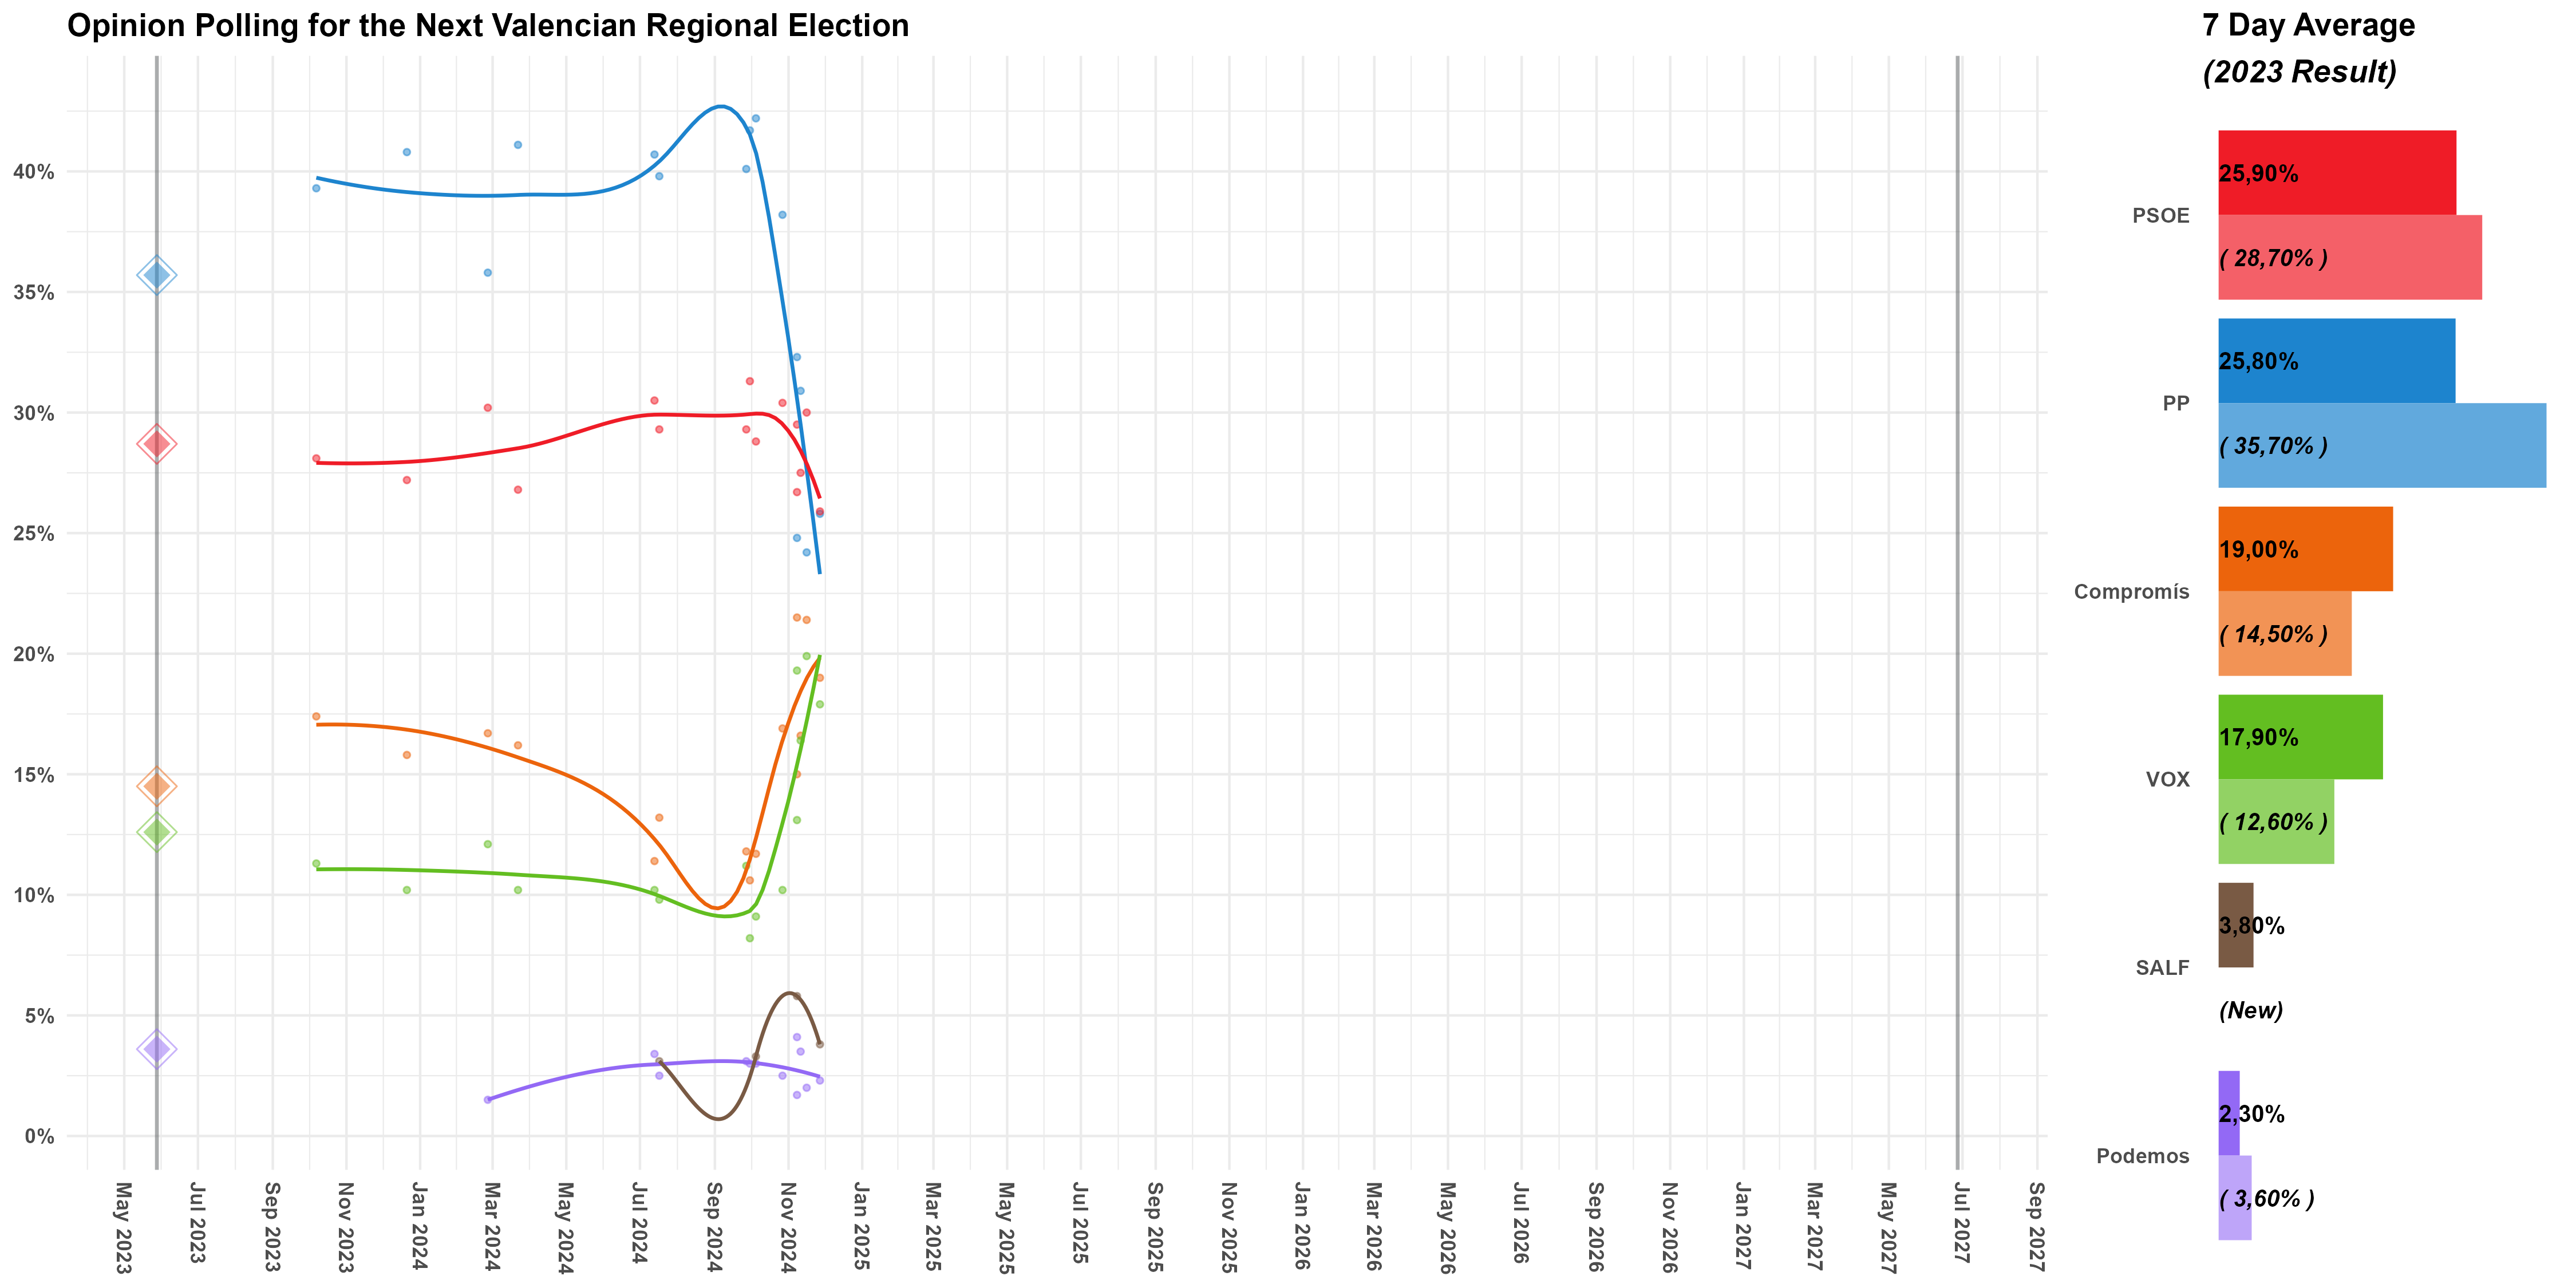 Opinion Polling for the Next Valencian Regional Election
40%
35%
30%
25%
20%
15%
10%
5%
0%
May 2023
Jul 2023
Sep 2023
Nov 2023
Jan 2024
Mar 2024
May 2024
Jul 2024
Sep 2024
Nov 2024
Jan 2025
Mar 2025
May 2025
Jul 2025
Sep 2025
Nov 2025
Jan 2026
Mar 2026
May 2026
Jul 2026
Sep 2026
Nov 2026
Jan 2027
Mar 2027
May 2027
Jul 2027
Sep 2027
7 Day Average
(2023 Result)
PSOE
25,90%
( 28,70% )
PP
25,80%
( 35,70% )
Compromís
19,00%
( 14,50% )
VOX
17,90%
( 12,60% )
SALF
3,80%
(New)
Podemos
2,30%
( 3,60% )